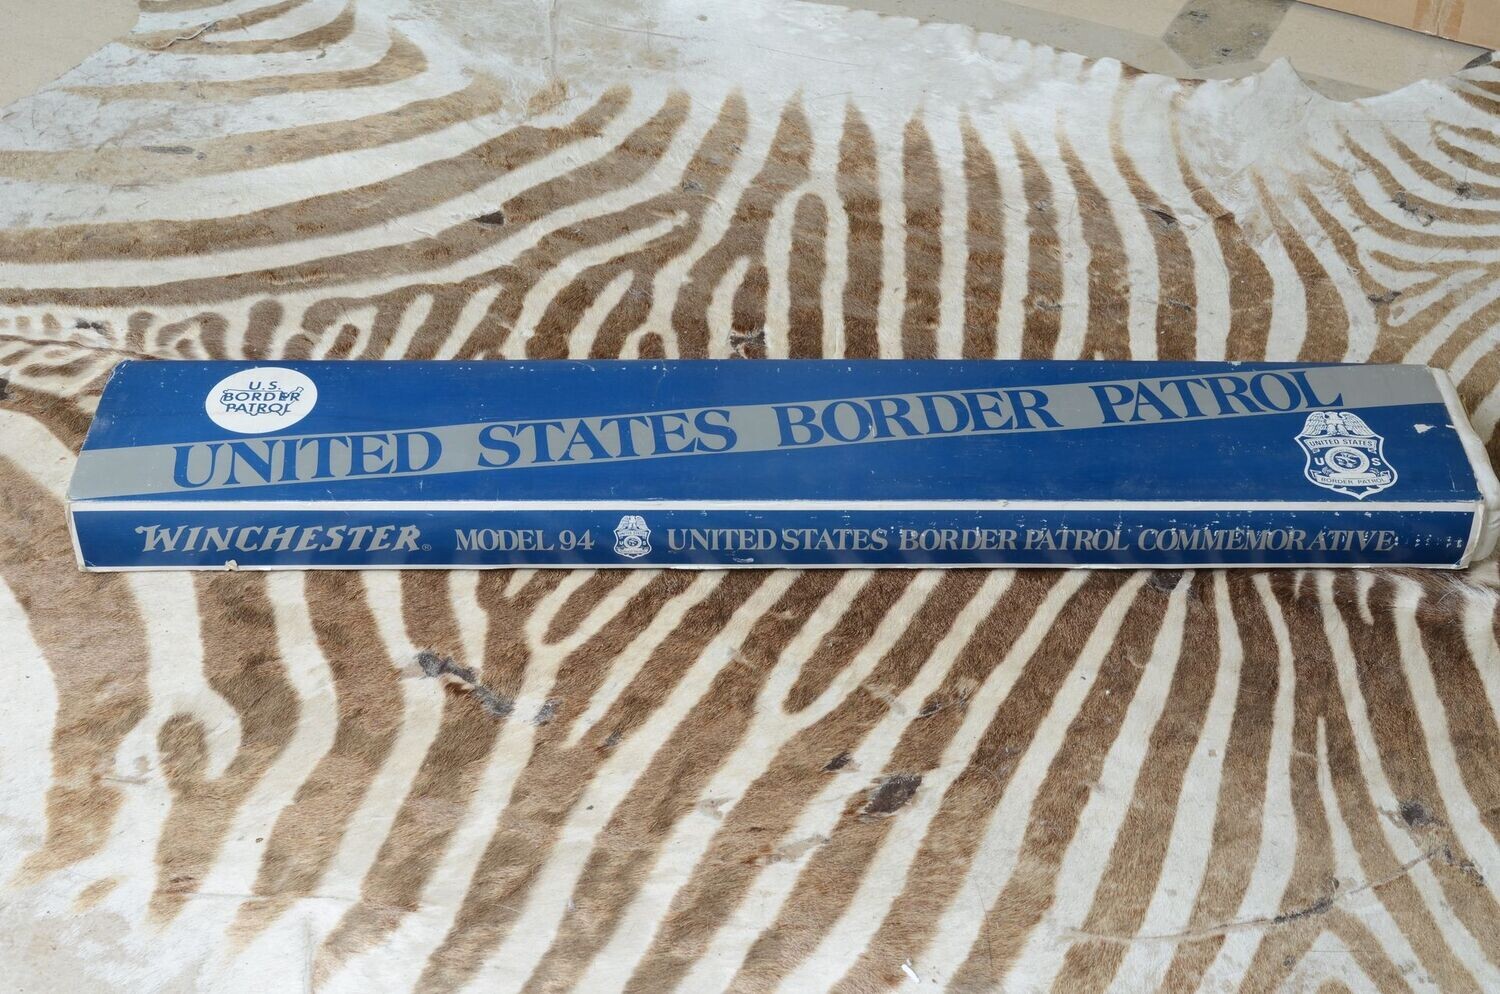 U.S.
BORDER
PATROL
UNITED STATES BORDER PATROL
UNITED STATES
U S
BORDER PATROL
WINCHESTER® MODEL 94 UNITED STATES BORDER PATROL COMMEMORATIVE